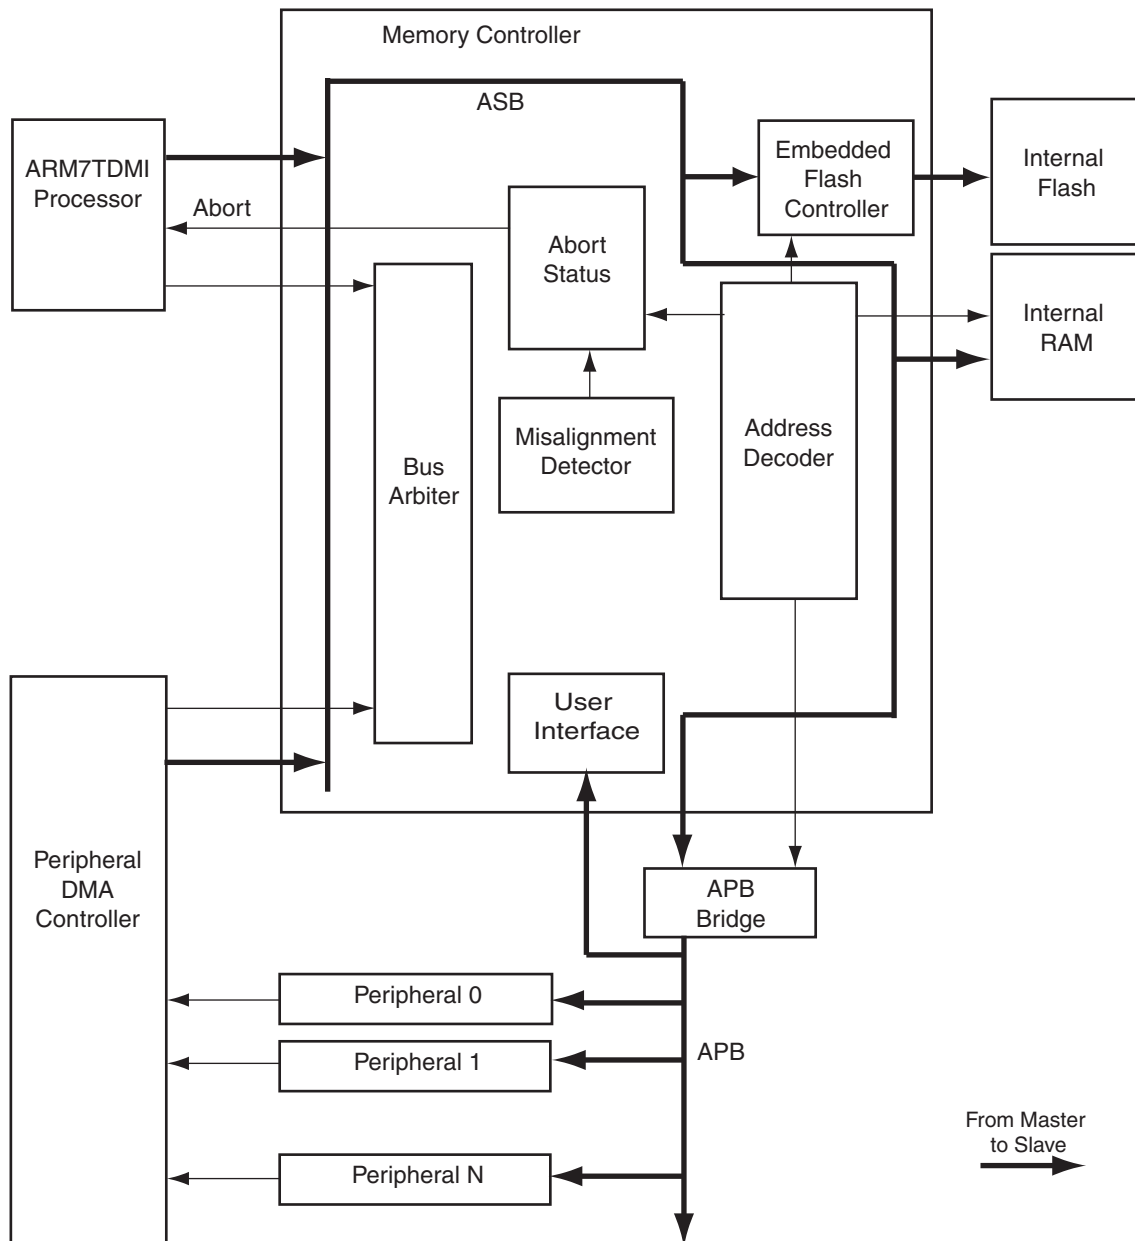 Memory Controller
ASB
ARM7TDMI
Processor
Abort
Embedded
Flash
Controller
Internal
Flash
Abort
Status
Internal
RAM
Misalignment
Detector
Address
Decoder
Bus
Arbiter
User
Interface
Peripheral
DMA
Controller
APB
Bridge
Peripheral 0
Peripheral 1
APB
Peripheral N
From Master
to Slave